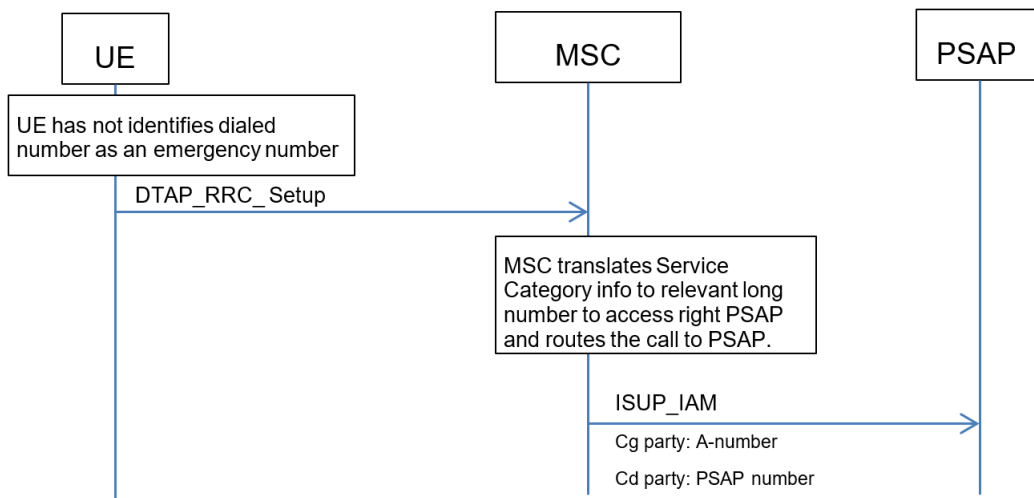 UE
MSC
PSAP
UE has not identifies dialed
number as an emergency number
DTAP_RRC_ Setup
MSC translates Service
Category info to relevant long
number to access right PSAP
and routes the call to PSAP.
ISUP_IAM
Cg party: A-number
Cd party: PSAP number